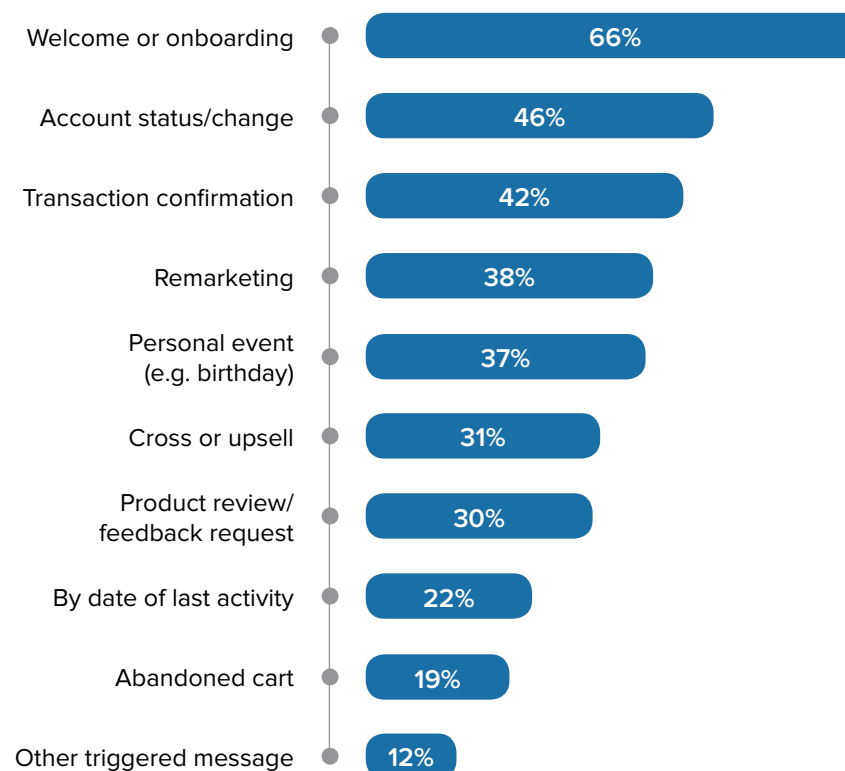 Welcome or onboarding 66%
Account status/change 46%
Transaction confirmation 42%
Remarketing 38%
Personal event
(e.g. birthday) 37%
Cross or upsell 31%
Product review/
feedback request 30%
By date of last activity 22%
Abandoned cart 19%
Other triggered message 12%